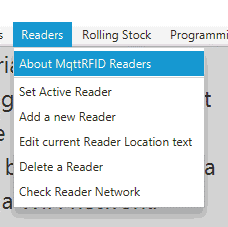 s Readers Rolling Stock Programmi
About MqttRFID Readers
Set Active Reader
Add a new Reader
Edit current Reader Location text
Delete a Reader
Check Reader Network